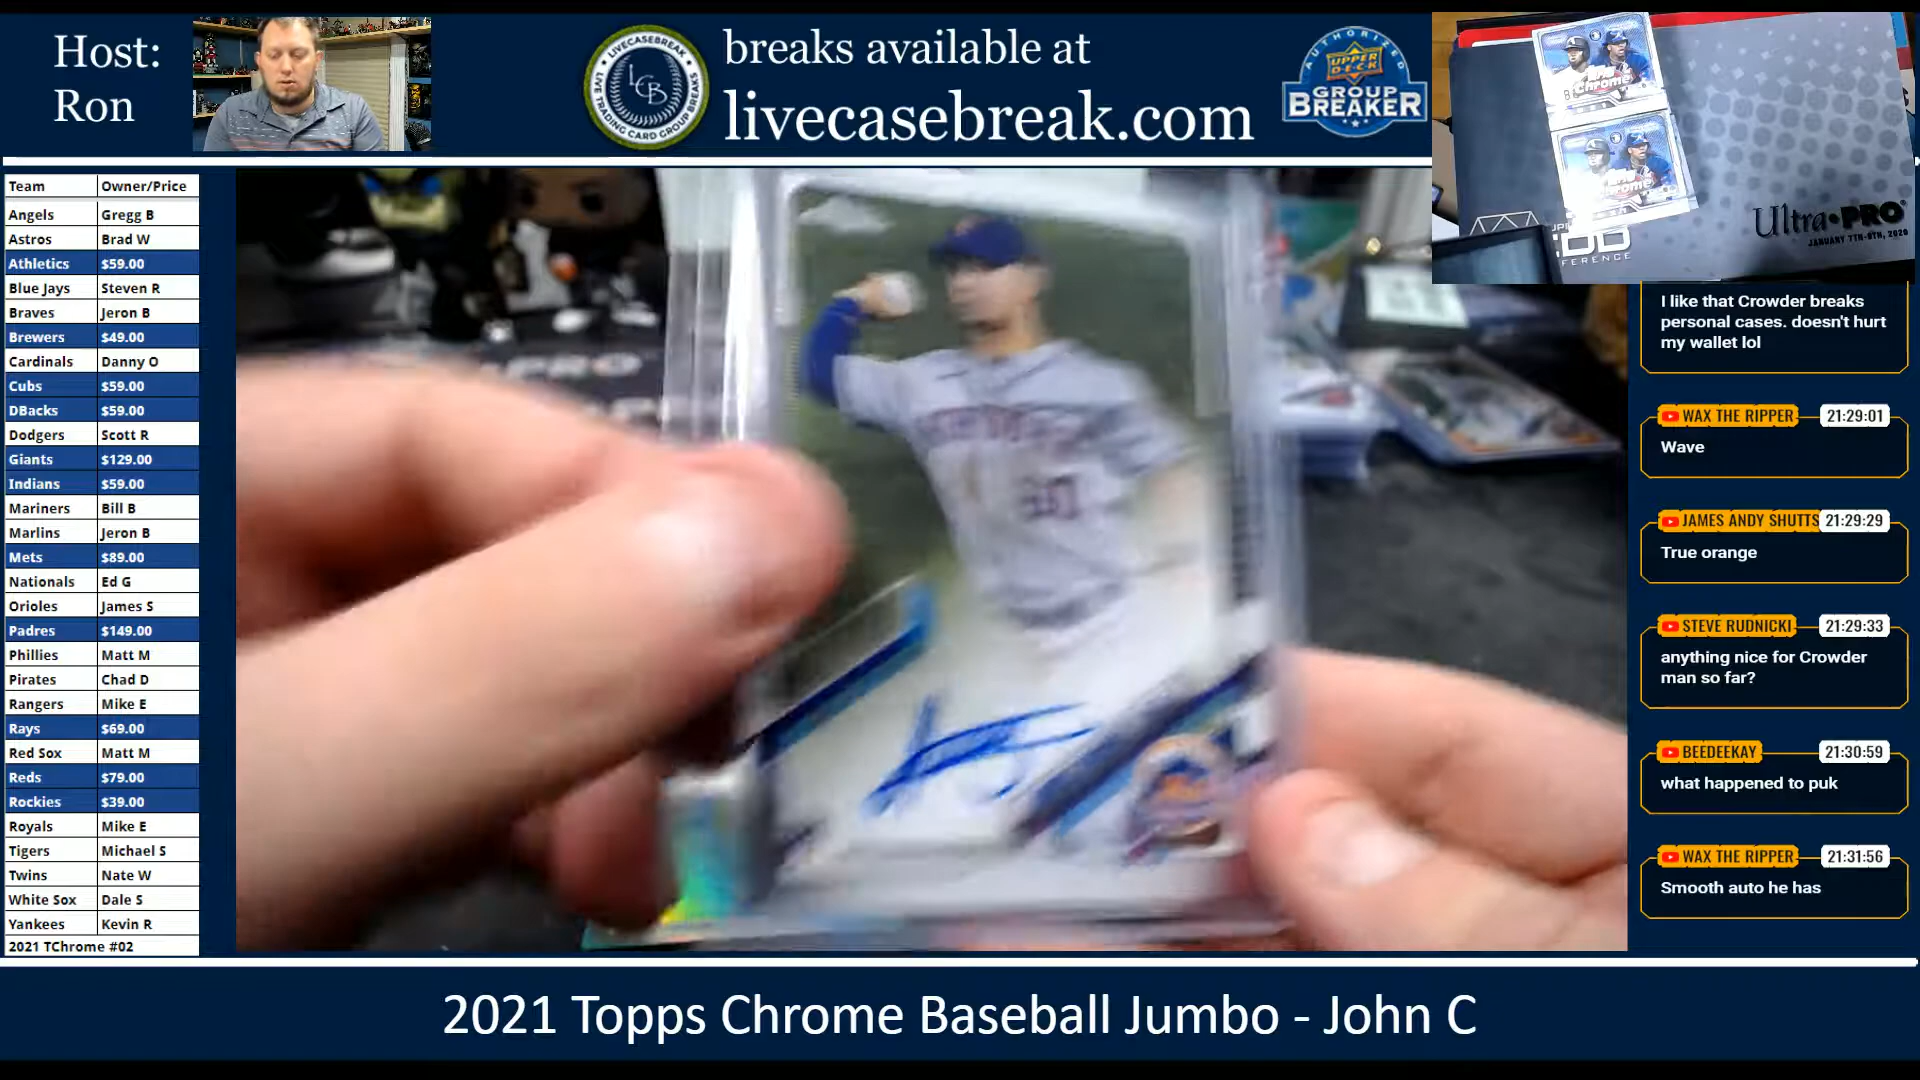 Host:
Ron
LIVECASEBREAK
LCB
LIVE TRADING CARD GROUP BREAKS
breaks available at
livecasebreak.com
AUTHORIZED
UPPER DECK
GROUP
BREAKER
Chrome
Chrome
Ultra PRO
JANUARY 7TH-9TH, 2020
FERENCE
Team Owner/Price
Angels Gregg B
Astros Brad W
Athletics $59.00
Blue Jays Steven R
Braves Jeron B
Brewers $49.00
Cardinals Danny O
Cubs $59.00
DBacks $59.00
Dodgers Scott R
Giants $129.00
Indians $59.00
Mariners Bill B
Marlins Jeron B
Mets $89.00
Nationals Ed G
Orioles James S
Padres $149.00
Phillies Matt M
Pirates Chad D
Rangers Mike E
Rays $69.00
Red Sox Matt M
Reds $79.00
Rockies $39.00
Royals Mike E
Tigers Michael S
Twins Nate W
White Sox Dale S
Yankees Kevin R
2021 TChrome #02
I like that Crowder breaks
personal cases. doesn't hurt
my wallet lol
WAX THE RIPPER 21:29:01
Wave
JAMES ANDY SHUTTS 21:29:29
True orange
STEVE RUDNICKI 21:29:33
anything nice for Crowder
man so far?
BEEDEEKAY 21:30:59
what happened to puk
WAX THE RIPPER 21:31:56
Smooth auto he has
2021 Topps Chrome Baseball Jumbo - John C